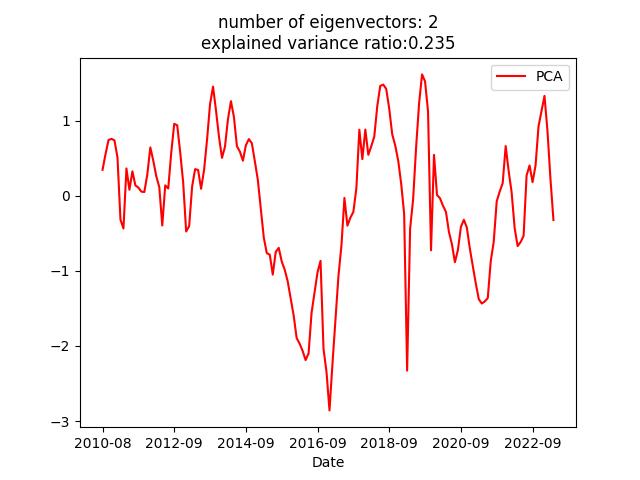 number of eigenvectors: 2
explained variance ratio:0.235
PCA
1
0
−1
−2
−3
2010-08 2012-09 2014-09 2016-09 2018-09 2020-09 2022-09
Date